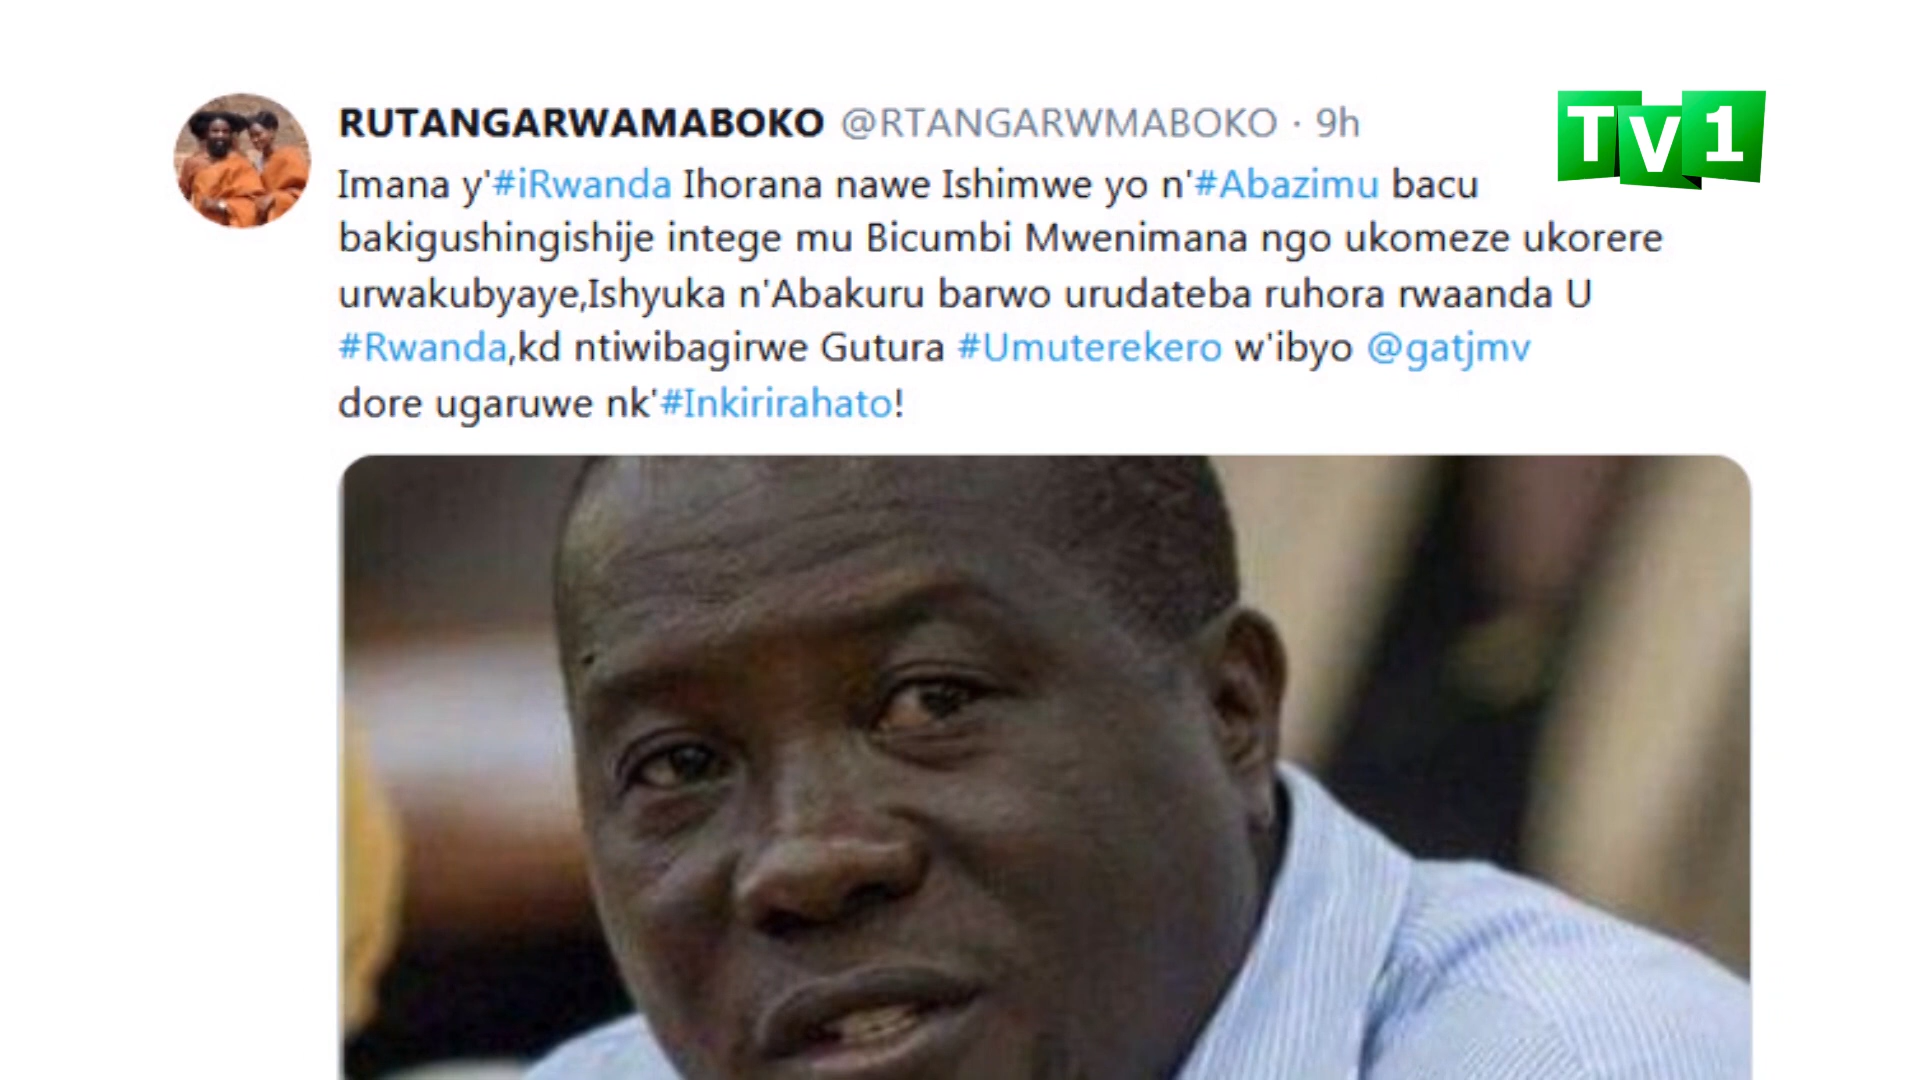 RUTANGARWAMABOKO @RTANGARWMABOKO · 9h
TV1
Imana y'#iRwanda Ihorana nawe Ishimwe yo n'#Abazimu bacu
bakigushingishije intege mu Bicumbi Mwenimana ngo ukomeze ukorere
urwakubyaye,Ishyuka n'Abakuru barwo urudateba ruhora rwaanda U
#Rwanda,kd ntiwibagirwe Gutura #Umuterekero w'ibyo @gatjmv
dore ugaruwe nk'#Inkirirahato!